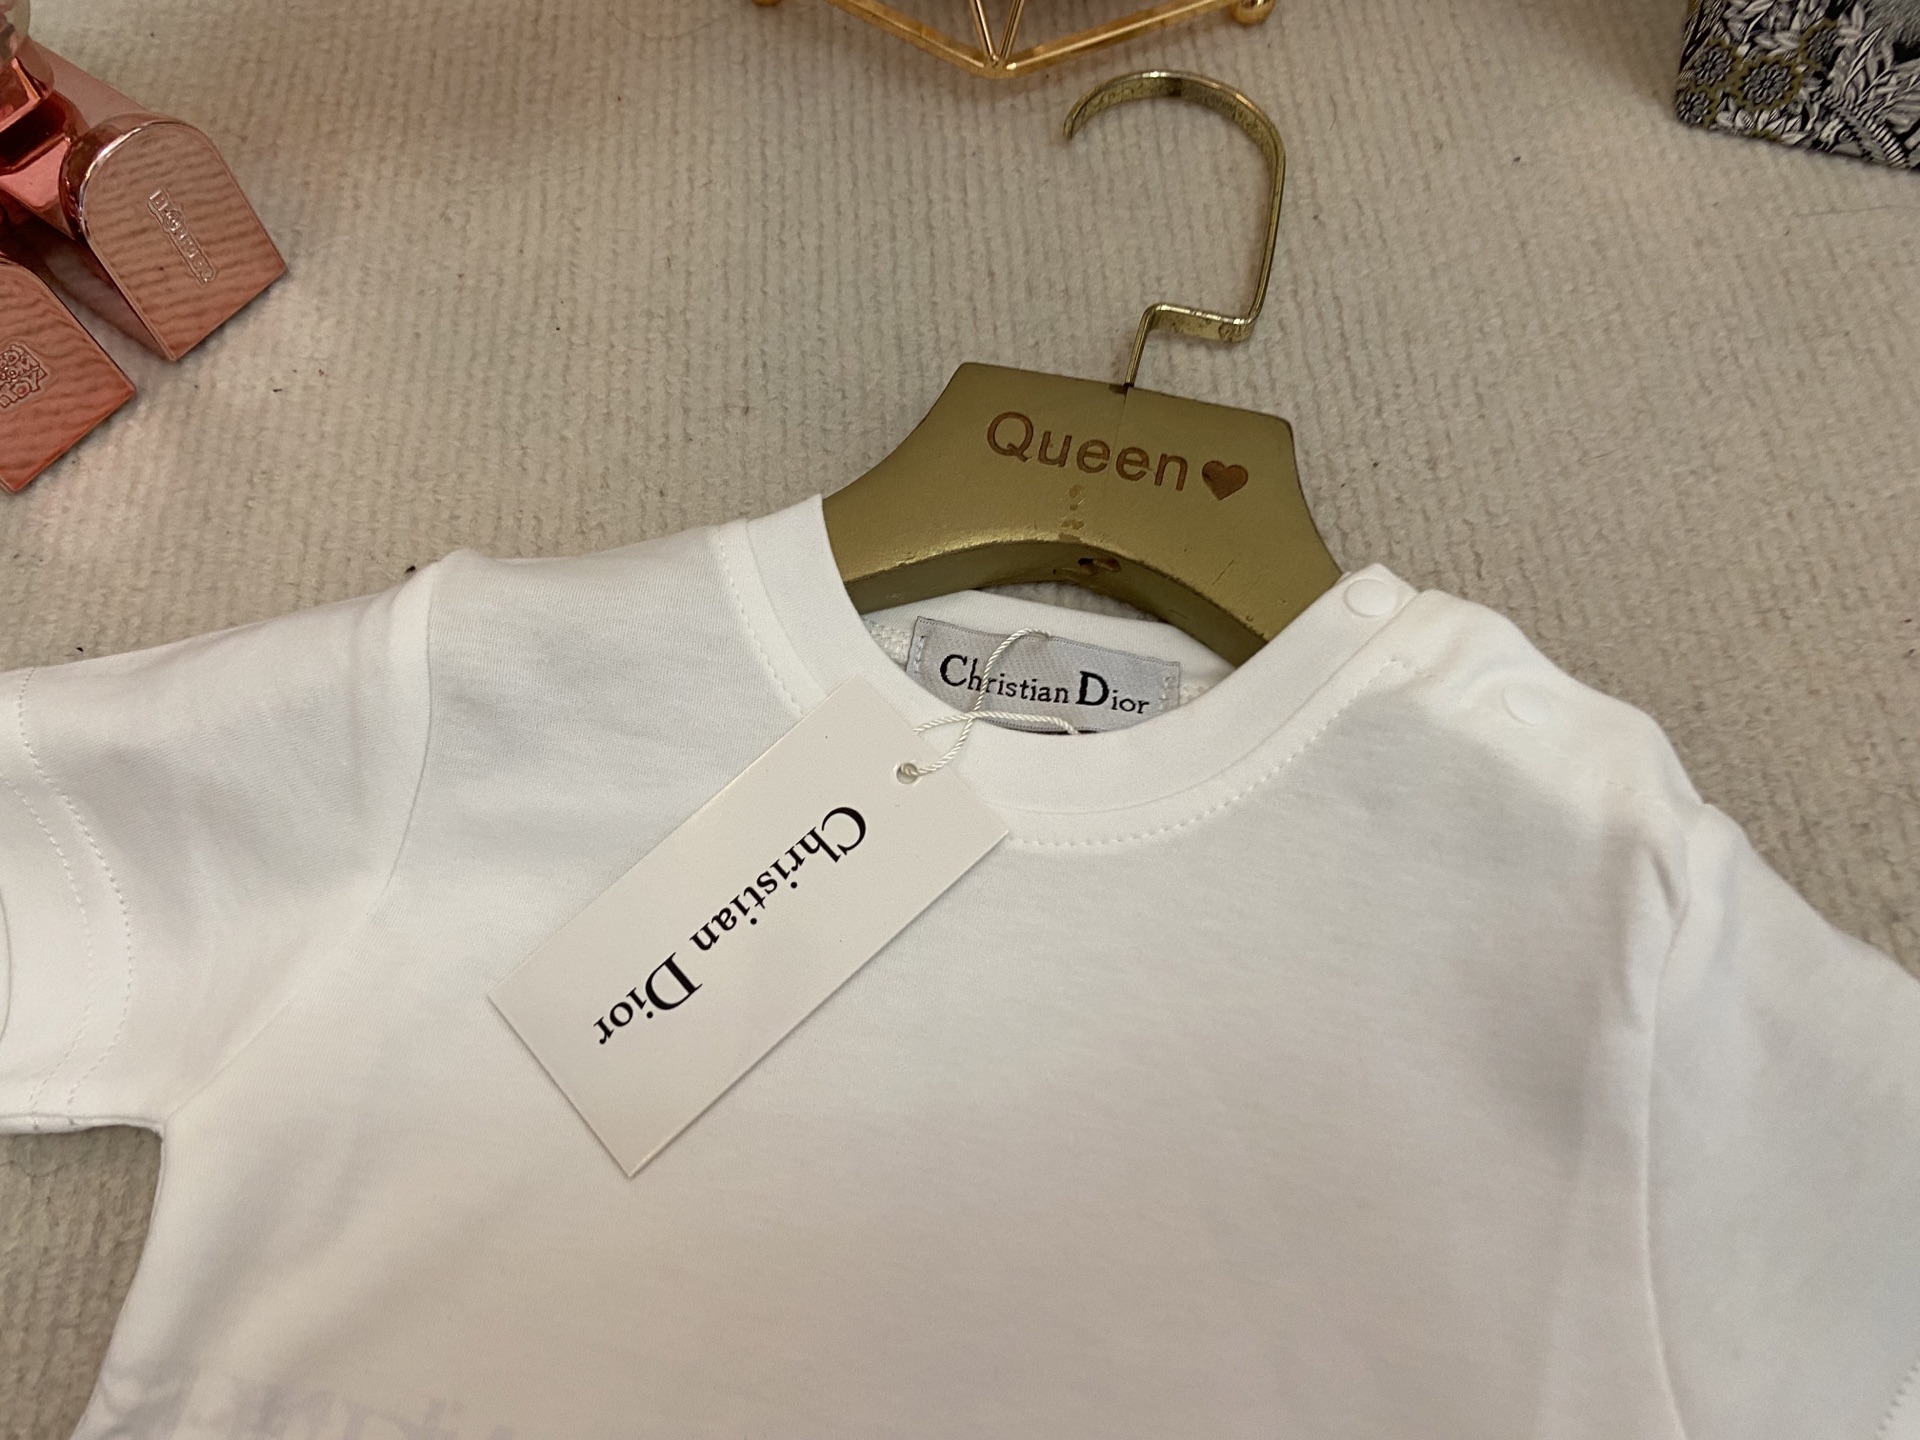 Queen♥
Christian Dior
Christian Dior